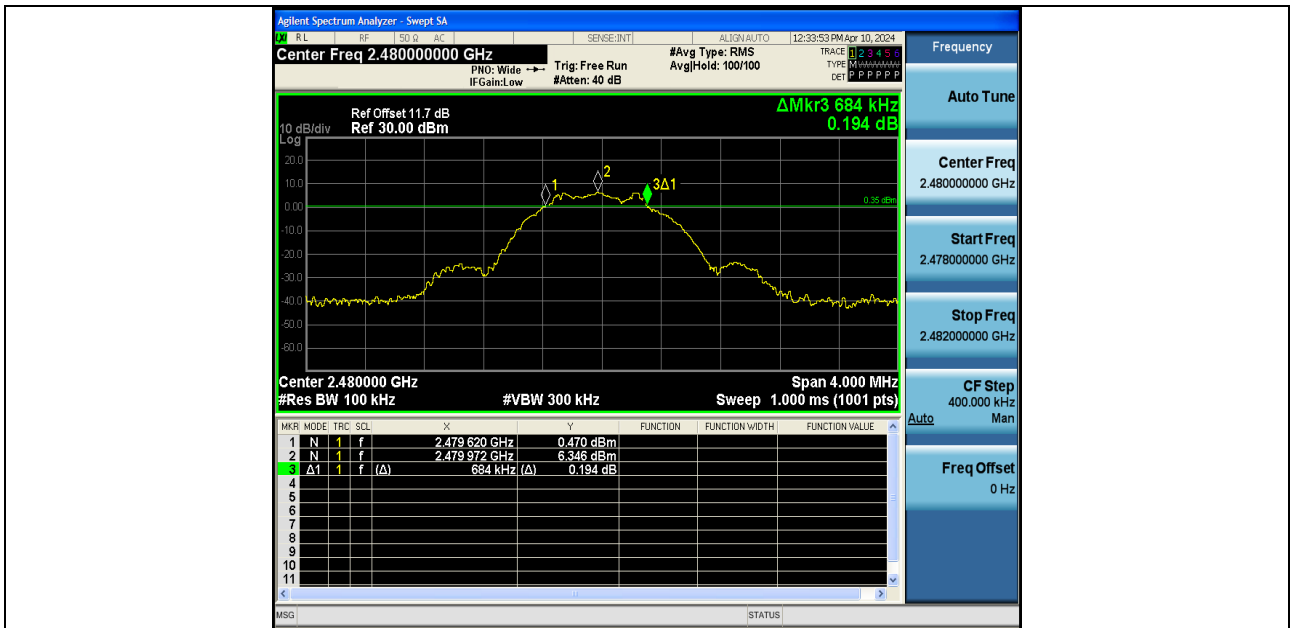 Agilent Spectrum Analyzer - Swept SA
LXI RL RF 50 Ω AC SENSE:INT ALIGN AUTO 12:33:53 PM Apr 10, 2024
Center Freq 2.480000000 GHz
PNO: Wide
IFGain:Low
Trig: Free Run
#Atten: 40 dB
#Avg Type: RMS
Avg|Hold: 100/100
TRACE 1 2 3 4 5 6
TYPE M
DET P P P P P P
ΔMkr3 684 kHz
0.194 dB
Ref Offset 11.7 dB
10 dB/div Ref 30.00 dBm
Log
20.0
10.0
0.00
-10.0
-20.0
-30.0
-40.0
-50.0
-60.0
1
2
3Δ1
0.35 dBm
Center 2.480000 GHz Span 4.000 MHz
#Res BW 100 kHz #VBW 300 kHz Sweep 1.000 ms (1001 pts)
MKR MODE TRC SCL X Y FUNCTION FUNCTION WIDTH FUNCTION VALUE
1 N 1 f 2.479 620 GHz 0.470 dBm
2 N 1 f 2.479 972 GHz 6.346 dBm
3 Δ1 1 f (Δ) 684 kHz (Δ) 0.194 dB
4
5
6
7
8
9
10
11
MSG STATUS
Frequency
Auto Tune
Center Freq
2.480000000 GHz
Start Freq
2.478000000 GHz
Stop Freq
2.482000000 GHz
CF Step
400.000 kHz
Auto Man
Freq Offset
0 Hz